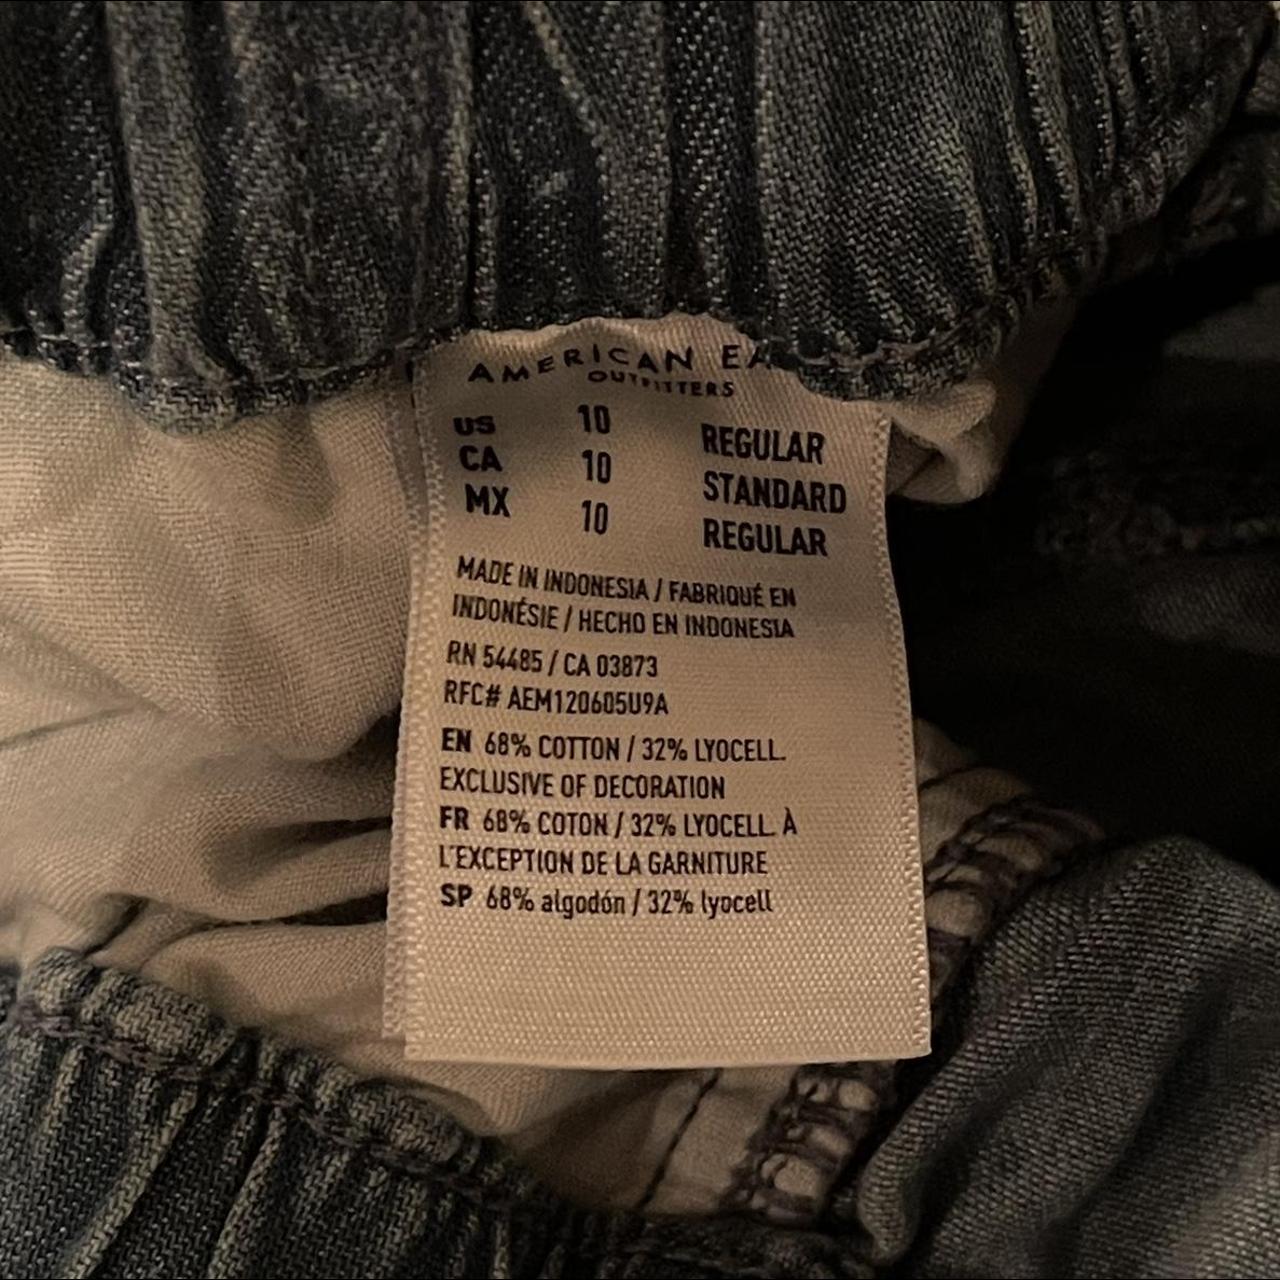 AMERICAN EA
OUTFITTERS
US 10 REGULAR
CA 10 STANDARD
MX 10 REGULAR
MADE IN INDONESIA / FABRIQUÉ EN
INDONÉSIE / HECHO EN INDONESIA
RN 54485 / CA 03873
RFC# AEM120605U9A
EN 68% COTTON / 32% LYOCELL.
EXCLUSIVE OF DECORATION
FR 68% COTON / 32% LYOCELL. À
L'EXCEPTION DE LA GARNITURE
SP 68% algodón / 32% lyocell